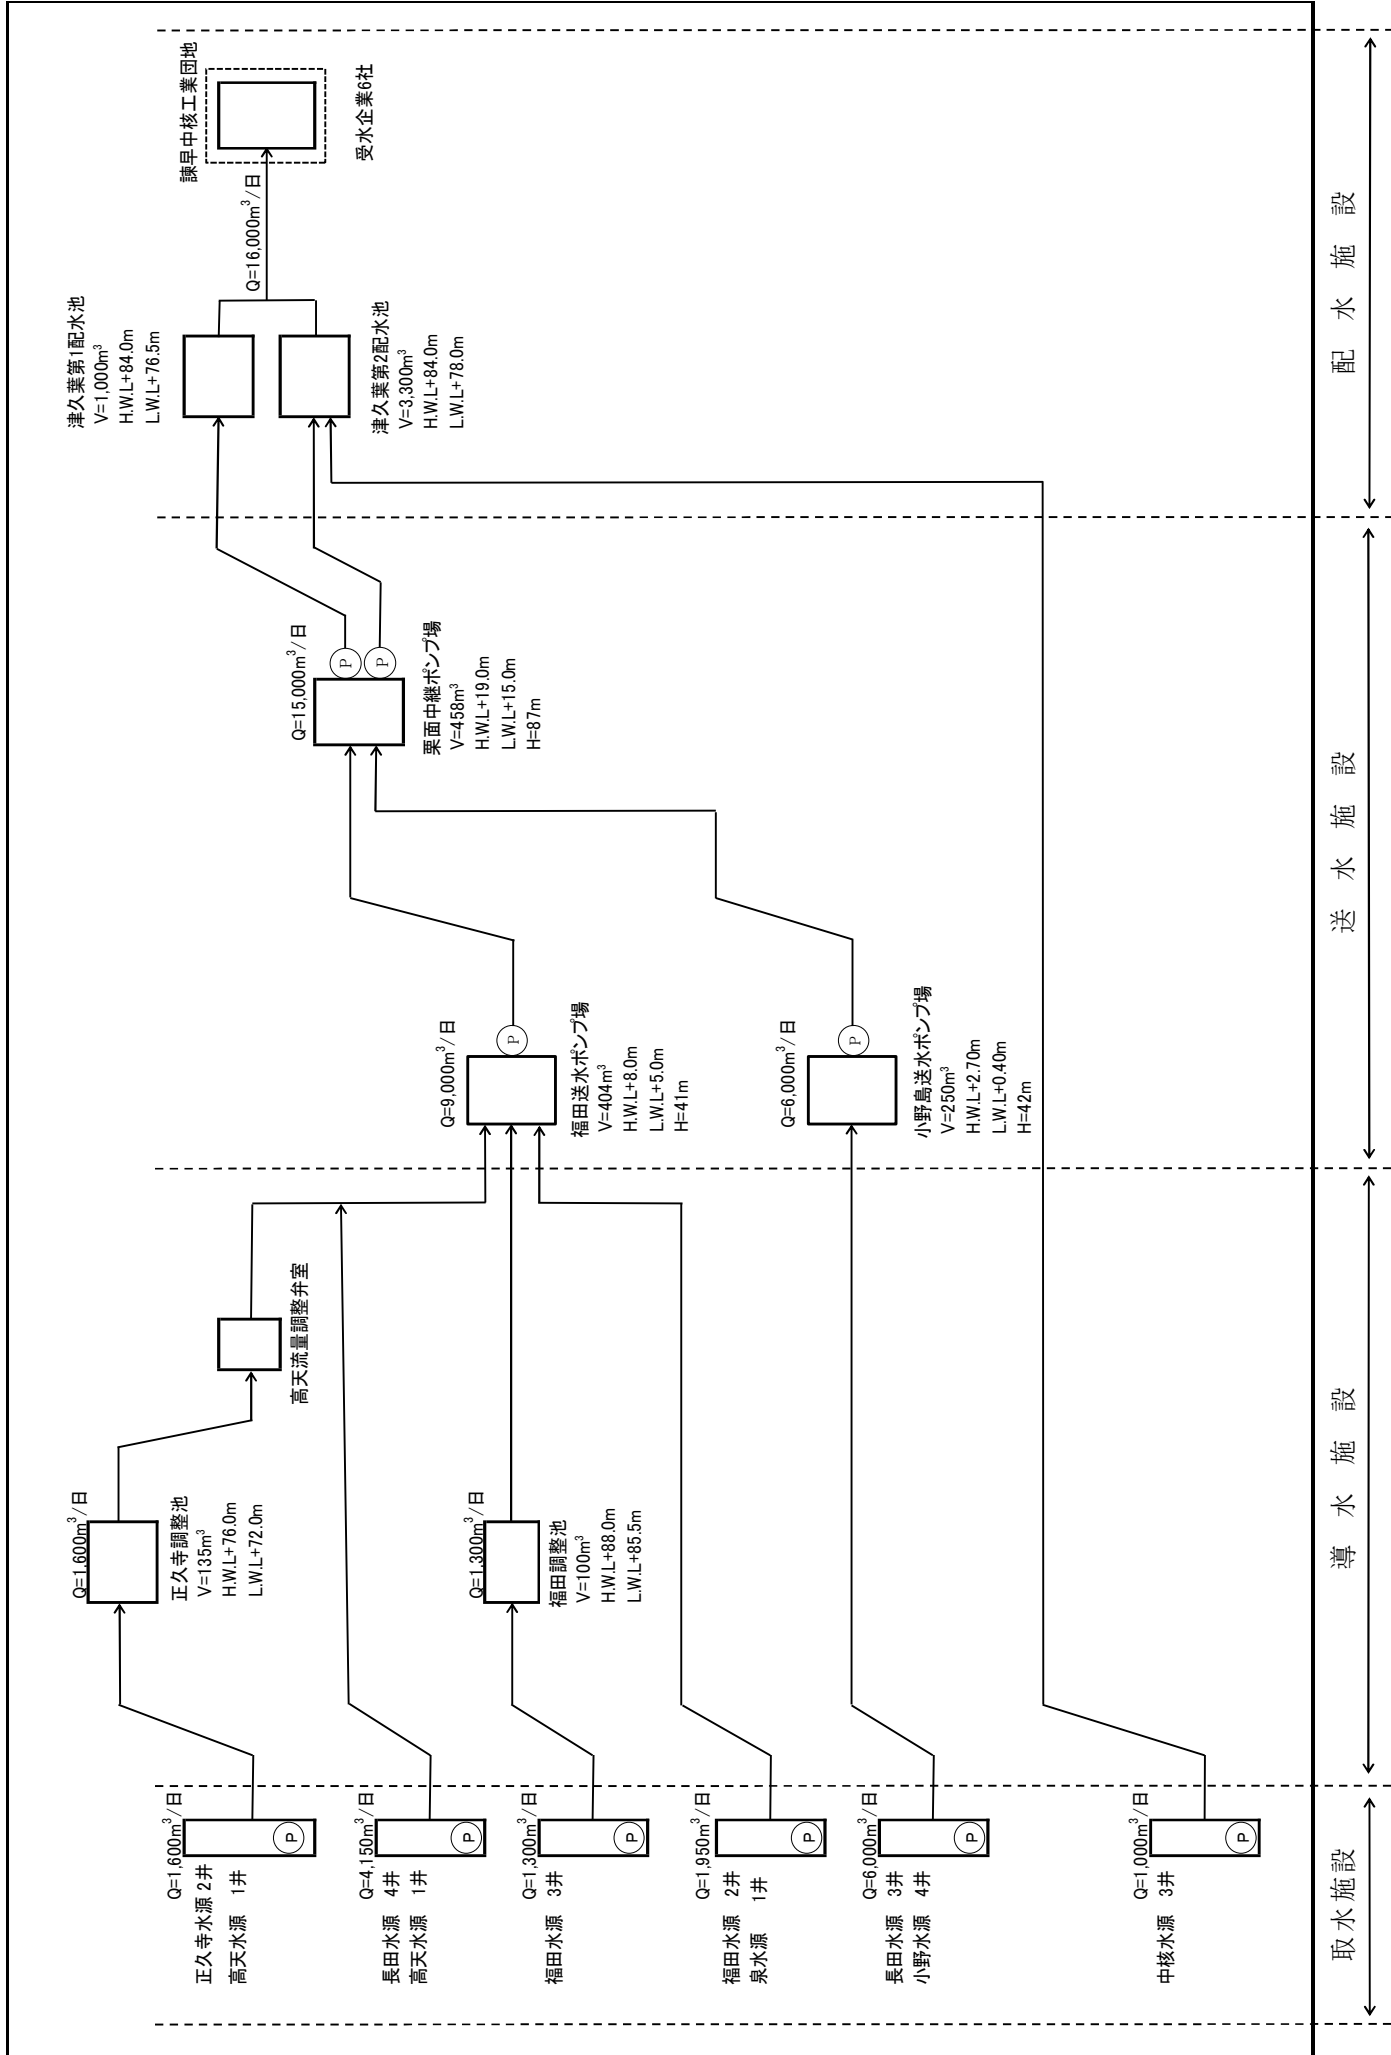 取水施設
導水施設
送水施設
配水施設
Q=1,600m³/日
正久寺水源 2井
高天水源 1井
P
Q=4,150m³/日
長田水源 4井
高天水源 1井
P
Q=1,300m³/日
福田水源 3井
P
Q=1,950m³/日
福田水源 2井
泉水源 1井
P
Q=6,000m³/日
長田水源 3井
小野水源 4井
P
Q=1,000m³/日
中核水源 3井
P
Q=1,600m³/日
正久寺調整池
V=135m³
H.W.L+76.0m
L.W.L+72.0m
高天流量調整弁室
Q=1,300m³/日
福田調整池
V=100m³
H.W.L+88.0m
L.W.L+85.5m
Q=9,000m³/日
P
福田送水ポンプ場
V=404m³
H.W.L+8.0m
L.W.L+5.0m
H=41m
Q=6,000m³/日
P
小野島送水ポンプ場
V=250m³
H.W.L+2.70m
L.W.L+0.40m
H=42m
Q=15,000m³/日
P
P
栗面中継ポンプ場
V=458m³
H.W.L+19.0m
L.W.L+15.0m
H=87m
津久葉第1配水池
V=1,000m³
H.W.L+84.0m
L.W.L+76.5m
津久葉第2配水池
V=3,300m³
H.W.L+84.0m
L.W.L+78.0m
Q=16,000m³/日
諫早中核工業団地
受水企業6社